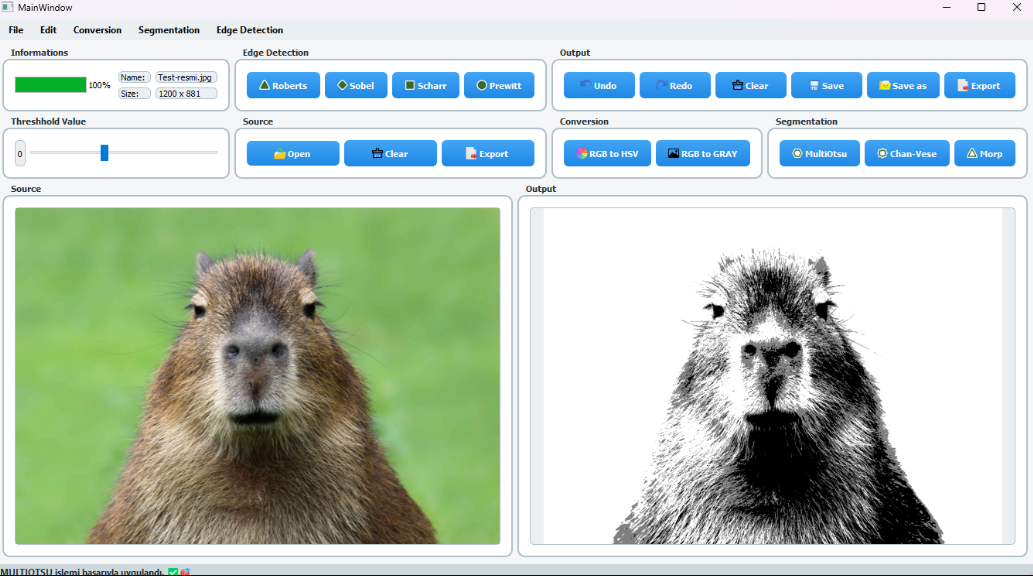 MainWindow
File Edit Conversion Segmentation Edge Detection
Informations Edge Detection Output
100% Name: Test-resmi.jpg
Size: 1200 x 881
Roberts Sobel Scharr Prewitt
Undo Redo Clear Save Save as Export
Threshhold Value Source Conversion Segmentation
0 Open Clear Export RGB to HSV RGB to GRAY MultiOtsu Chan-Vese Morp
Source Output
MULTIOTSU işlemi başarıyla uygulandı.